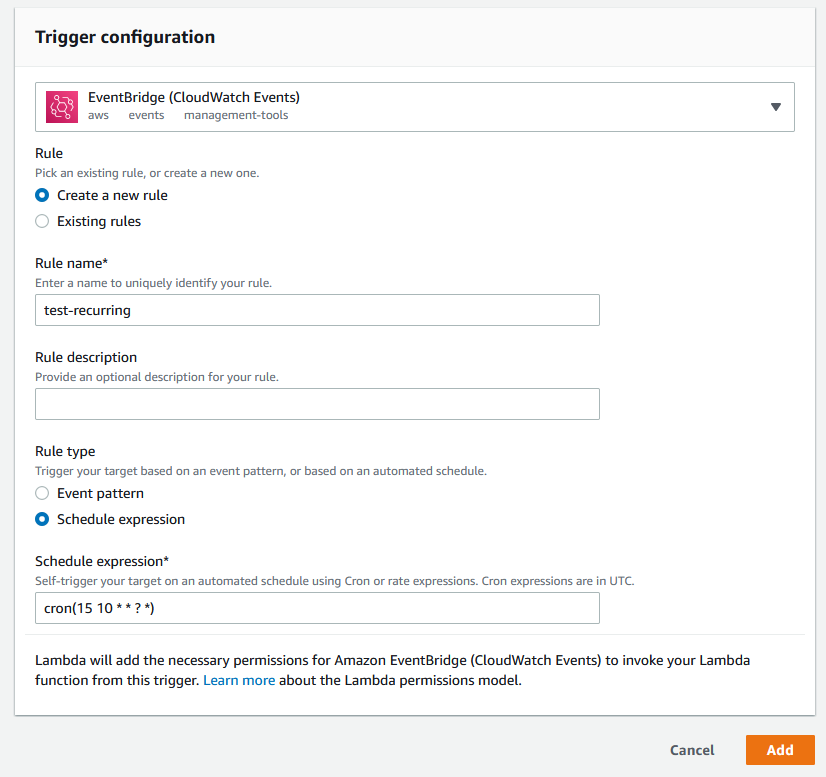 Trigger configuration
EventBridge (CloudWatch Events)
aws events management-tools
Rule
Pick an existing rule, or create a new one.
Create a new rule
Existing rules
Rule name*
Enter a name to uniquely identify your rule.
test-recurring
Rule description
Provide an optional description for your rule.
Rule type
Trigger your target based on an event pattern, or based on an automated schedule.
Event pattern
Schedule expression
Schedule expression*
Self-trigger your target on an automated schedule using Cron or rate expressions. Cron expressions are in UTC.
cron(15 10 * * ? *)
Lambda will add the necessary permissions for Amazon EventBridge (CloudWatch Events) to invoke your Lambda
function from this trigger. Learn more about the Lambda permissions model.
Cancel Add